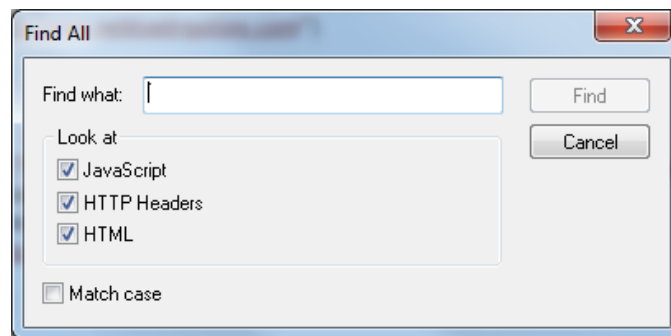 Find All
Find what:
Find
Look at
Cancel
JavaScript
HTTP Headers
HTML
Match case